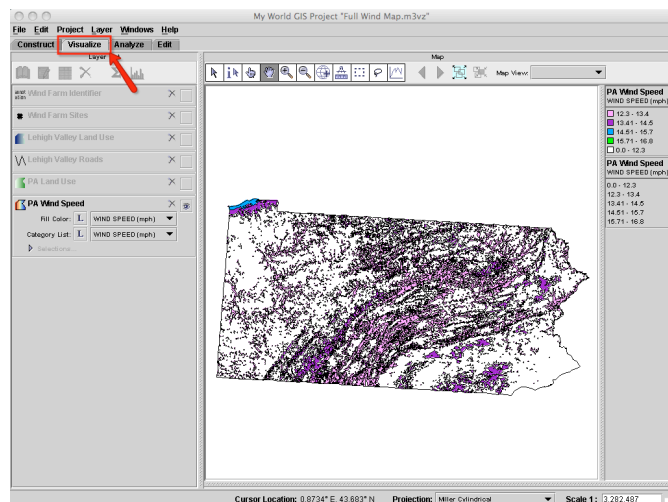 My World GIS Project "Full Wind Map.m3vz"
File Edit Project Layer Windows Help
Construct Visualize Analyze Edit
Map
Map View:
Wind Farm Identifier
Wind Farm Sites
Lehigh Valley Land Use
Lehigh Valley Roads
PA Land Use
PA Wind Speed
Fill Color: L WIND SPEED (mph)
Category List: L WIND SPEED (mph)
Selections...
PA Wind Speed
WIND SPEED (mph)
12.3 - 13.4
13.41 - 14.5
14.51 - 15.7
15.71 - 16.8
0.0 - 12.3
PA Wind Speed
WIND SPEED (mph)
0.0 - 12.3
12.3 - 13.4
13.41 - 14.5
14.51 - 15.7
15.71 - 16.8
Cursor Location: 0.8734° E, 43.683° N Projection: Miller Cylindrical Scale 1: 3,282,487